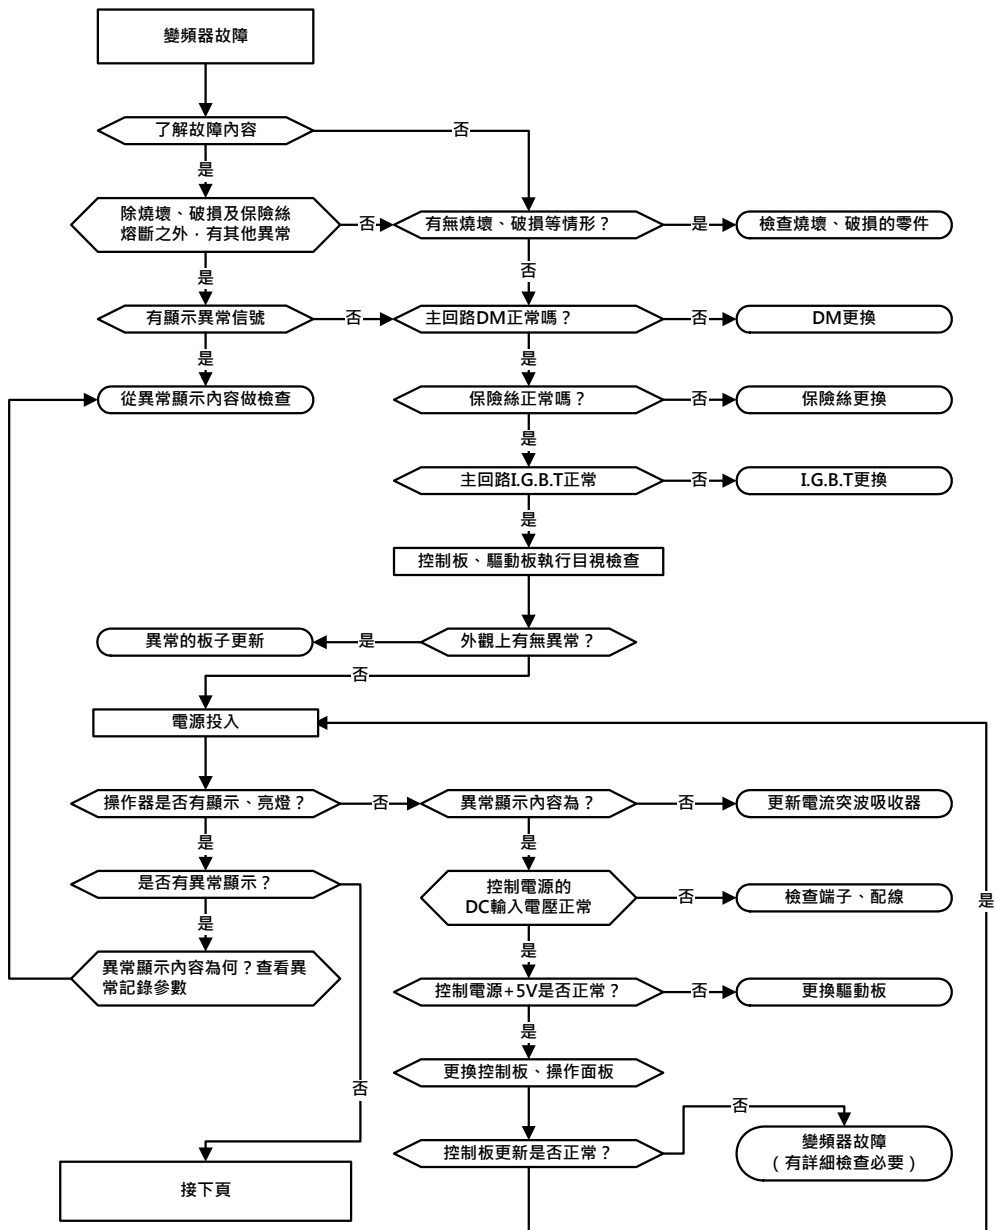 變頻器故障
了解故障內容
否
是
除燒壞、破損及保險絲
熔斷之外，有其他異常
否
有無燒壞、破損等情形？
是
檢查燒壞、破損的零件
是
否
有顯示異常信號
否
主回路DM正常嗎？
否
DM更換
是
從異常顯示內容做檢查
保險絲正常嗎？
否
保險絲更換
是
主回路I.G.B.T正常
否
I.G.B.T更換
是
控制板、驅動板執行目視檢查
異常的板子更新
是
外觀上有無異常？
否
電源投入
操作器是否有顯示、亮燈？
否
異常顯示內容為？
否
更新電流突波吸收器
是
是
是否有異常顯示？
控制電源的
DC輸入電壓正常
否
檢查端子、配線
是
是
是
異常顯示內容為何？查看異
常記錄參數
控制電源+5V是否正常？
否
更換驅動板
是
更換控制板、操作面板
否
否
控制板更新是否正常？
變頻器故障
（有詳細檢查必要）
接下頁